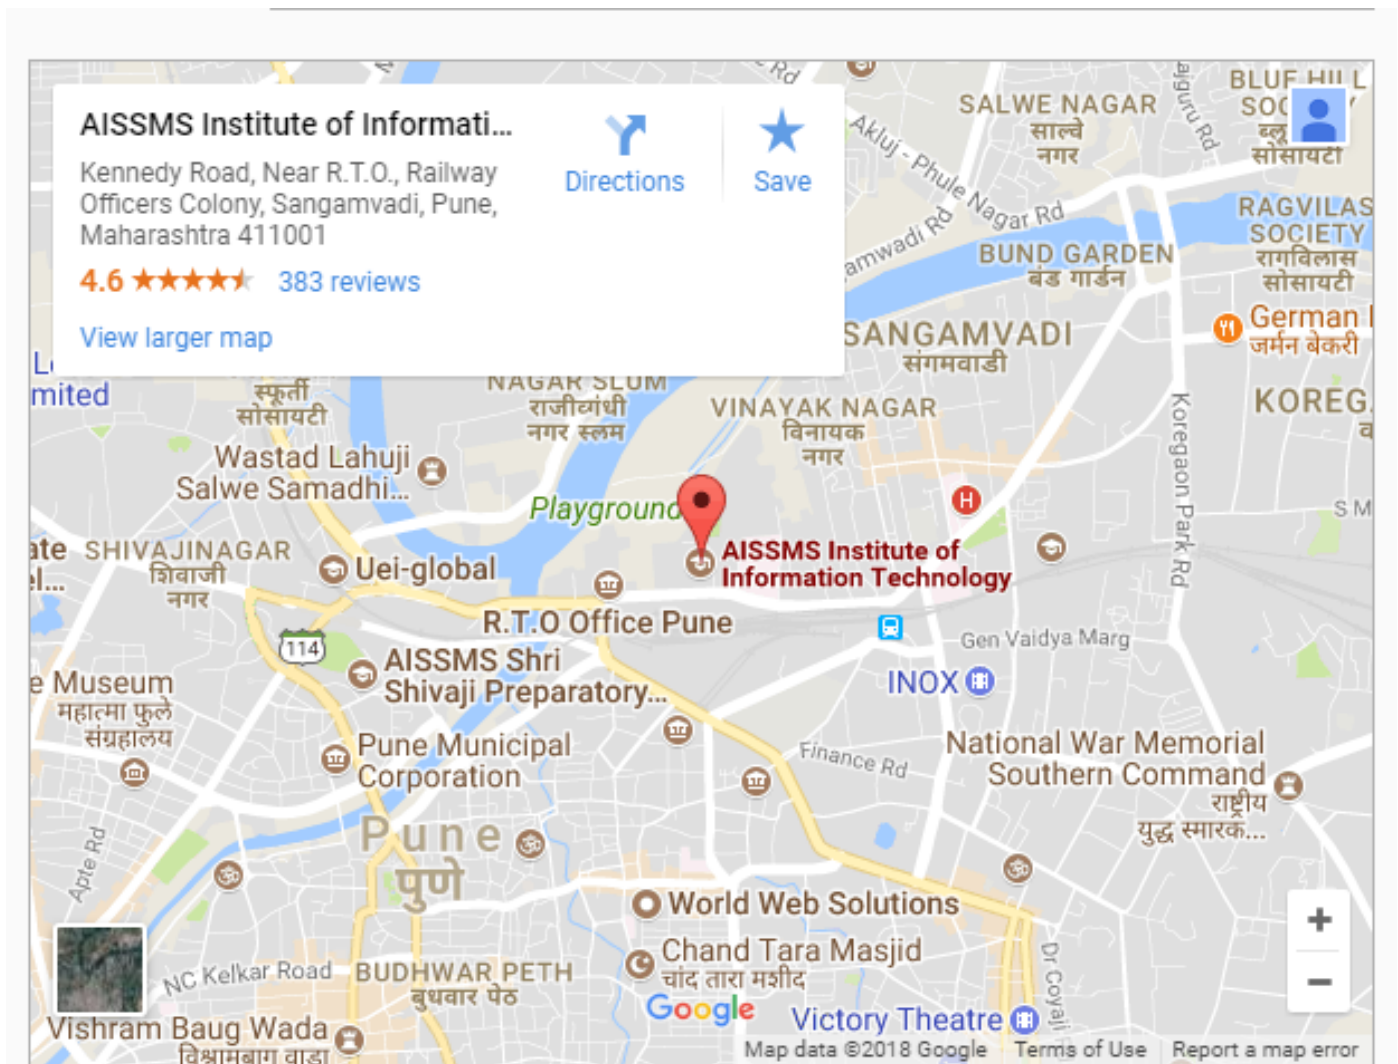 AISSMS Institute of Informati...
Kennedy Road, Near R.T.O., Railway
Officers Colony, Sangamvadi, Pune,
Maharashtra 411001
4.6
383 reviews
View larger map
Directions
Save
SALWE NAGAR
साल्वे
नगर
BLUE HILL
सोसायटी
Akluj - Phule Nagar Rd
RAGVILAS
SOCIETY
रागविलास
सोसायटी
BUND GARDEN
बंड गार्डन
SANGAMVADI
संगमवाडी
German
जर्मन बेकरी
mited
स्फूर्ती
सोसायटी
NAGAR SLUM
राजीवगांधी
नगर स्लम
VINAYAK NAGAR
विनायक
नगर
KOREG
Koregaon Park Rd
Wastad Lahuji
Salwe Samadhi...
Playground
H
S M
SHIVAJINAGAR
शिवाजी
नगर
Uei-global
AISSMS Institute of
Information Technology
R.T.O Office Pune
114
Gen Vaidya Marg
AISSMS Shri
Shivaji Preparatory...
INOX
e Museum
महात्मा फुले
संग्रहालय
Pune Municipal
Corporation
Finance Rd
National War Memorial
Southern Command
राष्ट्रीय
युद्ध स्मारक...
Pune
पुणे
Apte Rd
World Web Solutions
Chand Tara Masjid
चांद तारा मशीद
NC Kelkar Road
BUDHWAR PETH
बुधवार पेठ
Dr Coyaji
Google
Victory Theatre
Vishram Baug Wada
विश्रामबाग वाडा
Map data ©2018 Google
Terms of Use
Report a map error